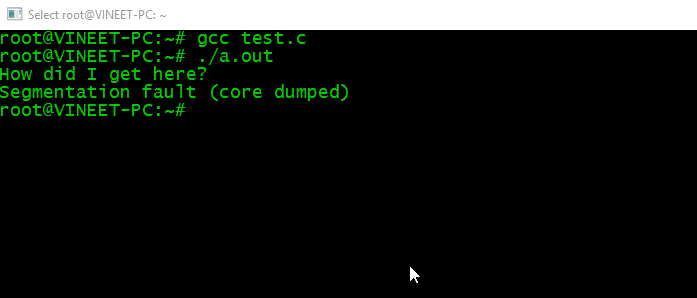 Select root@VINEET-PC: ~
root@VINEET-PC:~# gcc test.c
root@VINEET-PC:~# ./a.out
How did I get here?
Segmentation fault (core dumped)
root@VINEET-PC:~#